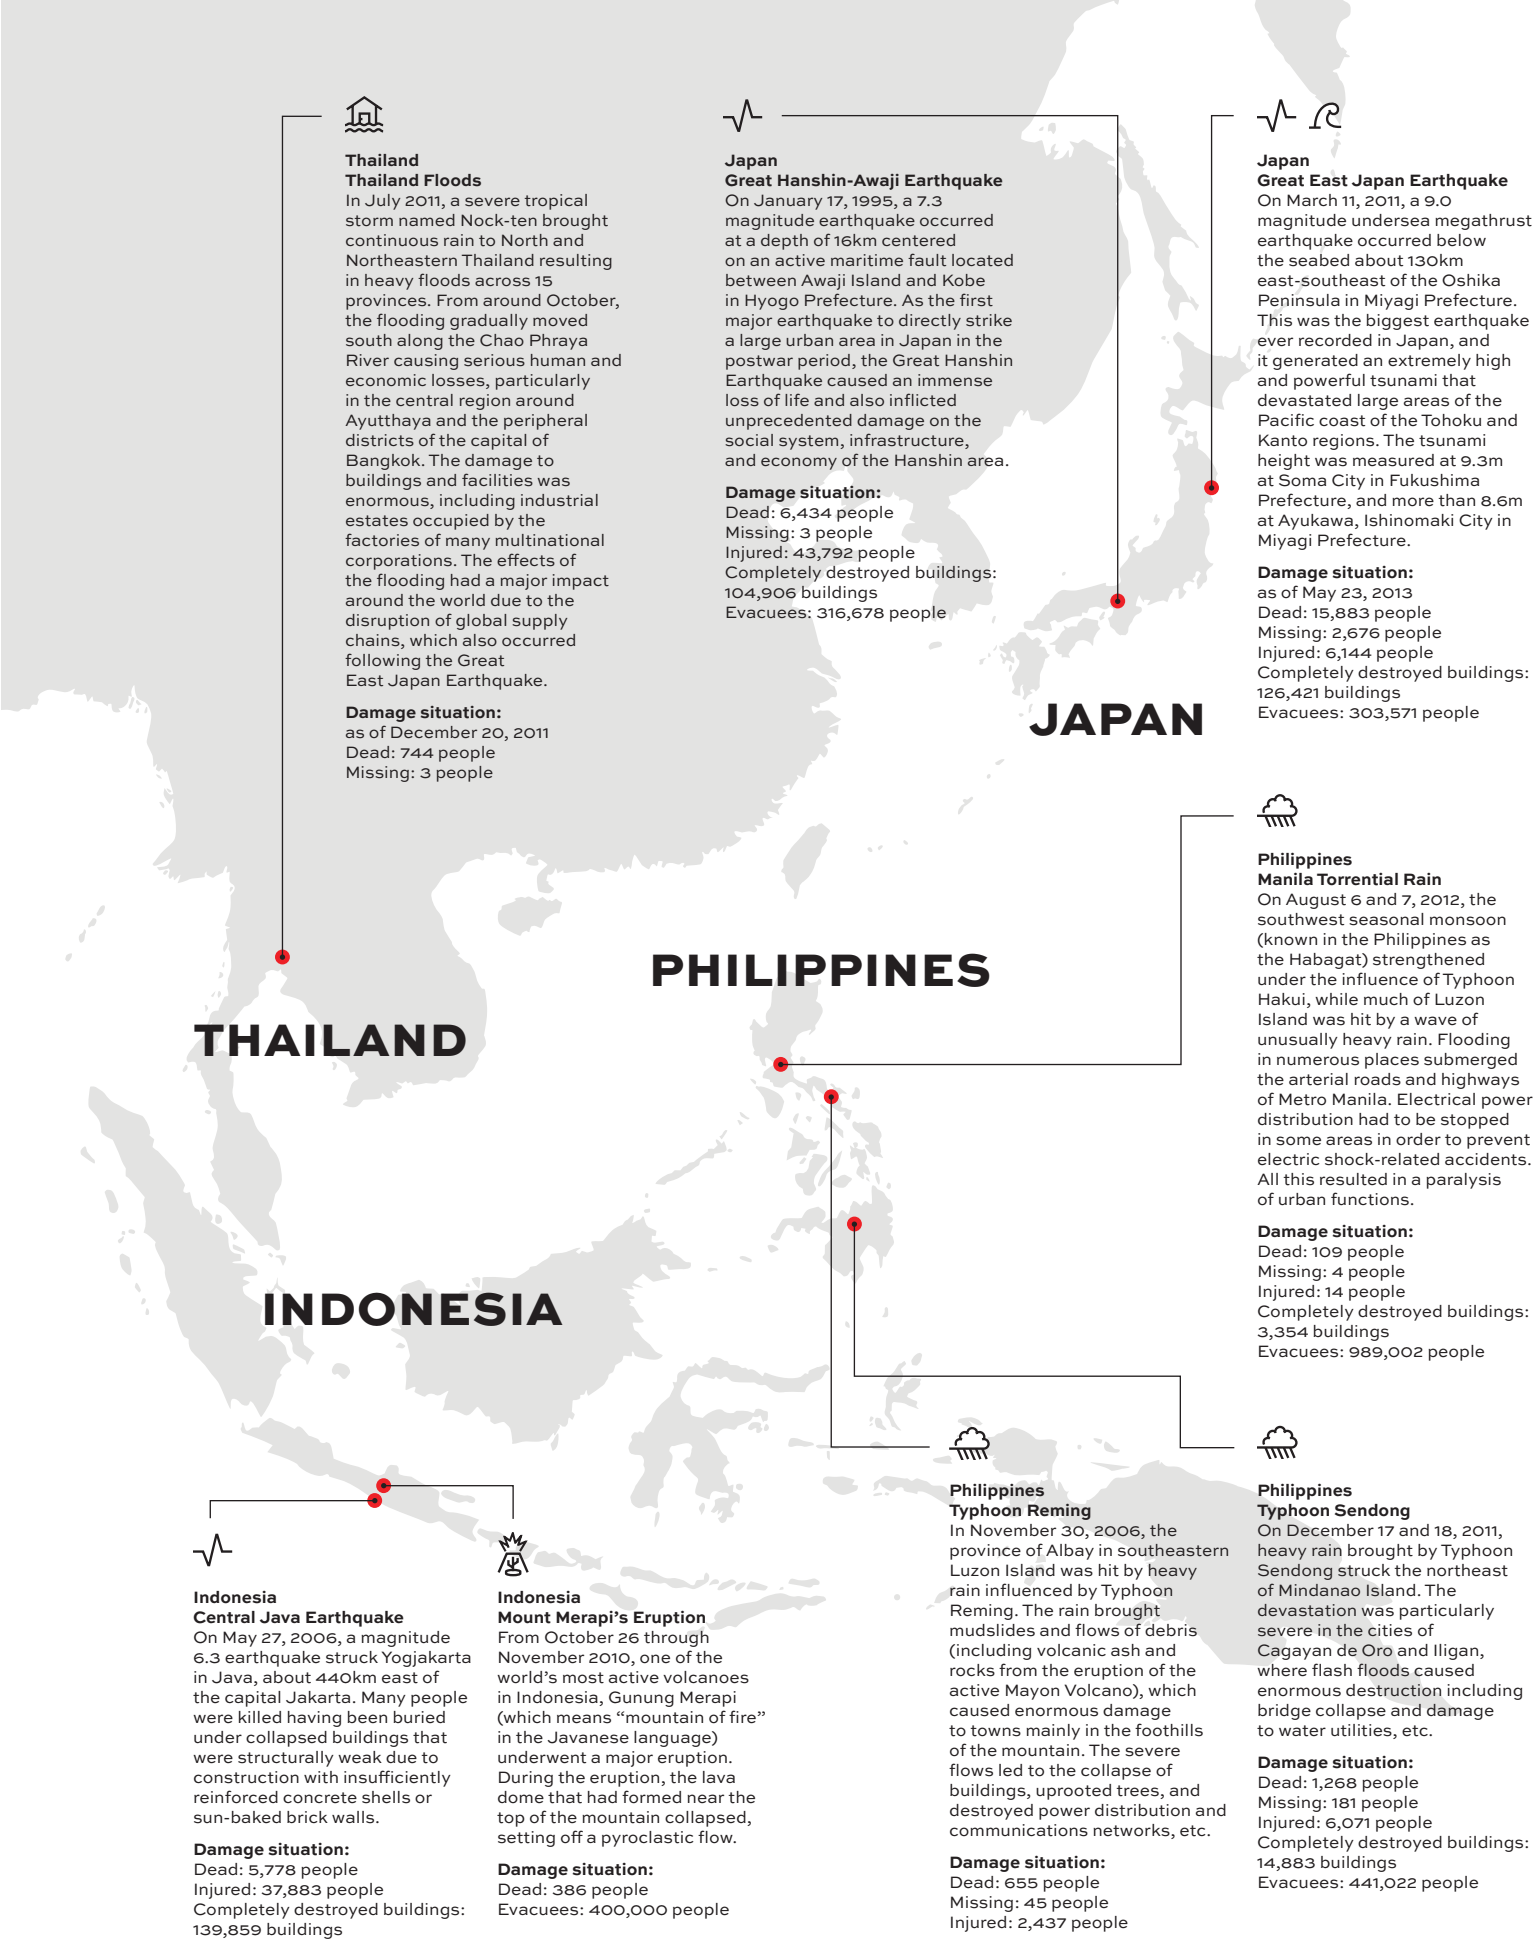 Thailand
Thailand Floods
In July 2011, a severe tropical
storm named Nock-ten brought
continuous rain to North and
Northeastern Thailand resulting
in heavy floods across 15
provinces. From around October,
the flooding gradually moved
south along the Chao Phraya
River causing serious human and
economic losses, particularly
in the central region around
Ayutthaya and the peripheral
districts of the capital of
Bangkok. The damage to
buildings and facilities was
enormous, including industrial
estates occupied by the
factories of many multinational
corporations. The effects of
the flooding had a major impact
around the world due to the
disruption of global supply
chains, which also occurred
following the Great
East Japan Earthquake.
Damage situation:
as of December 20, 2011
Dead: 744 people
Missing: 3 people
Japan
Great Hanshin-Awaji Earthquake
On January 17, 1995, a 7.3
magnitude earthquake occurred
at a depth of 16km centered
on an active maritime fault located
between Awaji Island and Kobe
in Hyogo Prefecture. As the first
major earthquake to directly strike
a large urban area in Japan in the
postwar period, the Great Hanshin
Earthquake caused an immense
loss of life and also inflicted
unprecedented damage on the
social system, infrastructure,
and economy of the Hanshin area.
Damage situation:
Dead: 6,434 people
Missing: 3 people
Injured: 43,792 people
Completely destroyed buildings:
104,906 buildings
Evacuees: 316,678 people
Japan
Great East Japan Earthquake
On March 11, 2011, a 9.0
magnitude undersea megathrust
earthquake occurred below
the seabed about 130km
east-southeast of the Oshika
Peninsula in Miyagi Prefecture.
This was the biggest earthquake
ever recorded in Japan, and
it generated an extremely high
and powerful tsunami that
devastated large areas of the
Pacific coast of the Tohoku and
Kanto regions. The tsunami
height was measured at 9.3m
at Soma City in Fukushima
Prefecture, and more than 8.6m
at Ayukawa, Ishinomaki City in
Miyagi Prefecture.
Damage situation:
as of May 23, 2013
Dead: 15,883 people
Missing: 2,676 people
Injured: 6,144 people
Completely destroyed buildings:
126,421 buildings
Evacuees: 303,571 people
JAPAN
PHILIPPINES
THAILAND
INDONESIA
Philippines
Manila Torrential Rain
On August 6 and 7, 2012, the
southwest seasonal monsoon
(known in the Philippines as
the Habagat) strengthened
under the influence of Typhoon
Hakui, while much of Luzon
Island was hit by a wave of
unusually heavy rain. Flooding
in numerous places submerged
the arterial roads and highways
of Metro Manila. Electrical power
distribution had to be stopped
in some areas in order to prevent
electric shock-related accidents.
All this resulted in a paralysis
of urban functions.
Damage situation:
Dead: 109 people
Missing: 4 people
Injured: 14 people
Completely destroyed buildings:
3,354 buildings
Evacuees: 989,002 people
Indonesia
Central Java Earthquake
On May 27, 2006, a magnitude
6.3 earthquake struck Yogjakarta
in Java, about 440km east of
the capital Jakarta. Many people
were killed having been buried
under collapsed buildings that
were structurally weak due to
construction with insufficiently
reinforced concrete shells or
sun-baked brick walls.
Damage situation:
Dead: 5,778 people
Injured: 37,883 people
Completely destroyed buildings:
139,859 buildings
Indonesia
Mount Merapi's Eruption
From October 26 through
November 2010, one of the
world's most active volcanoes
in Indonesia, Gunung Merapi
(which means "mountain of fire"
in the Javanese language)
underwent a major eruption.
During the eruption, the lava
dome that had formed near the
top of the mountain collapsed,
setting off a pyroclastic flow.
Damage situation:
Dead: 386 people
Evacuees: 400,000 people
Philippines
Typhoon Reming
In November 30, 2006, the
province of Albay in southeastern
Luzon Island was hit by heavy
rain influenced by Typhoon
Reming. The rain brought
mudslides and flows of debris
(including volcanic ash and
rocks from the eruption of the
active Mayon Volcano), which
caused enormous damage
to towns mainly in the foothills
of the mountain. The severe
flows led to the collapse of
buildings, uprooted trees, and
destroyed power distribution and
communications networks, etc.
Damage situation:
Dead: 655 people
Missing: 45 people
Injured: 2,437 people
Philippines
Typhoon Sendong
On December 17 and 18, 2011,
heavy rain brought by Typhoon
Sendong struck the northeast
of Mindanao Island. The
devastation was particularly
severe in the cities of
Cagayan de Oro and Iligan,
where flash floods caused
enormous destruction including
bridge collapse and damage
to water utilities, etc.
Damage situation:
Dead: 1,268 people
Missing: 181 people
Injured: 6,071 people
Completely destroyed buildings:
14,883 buildings
Evacuees: 441,022 people